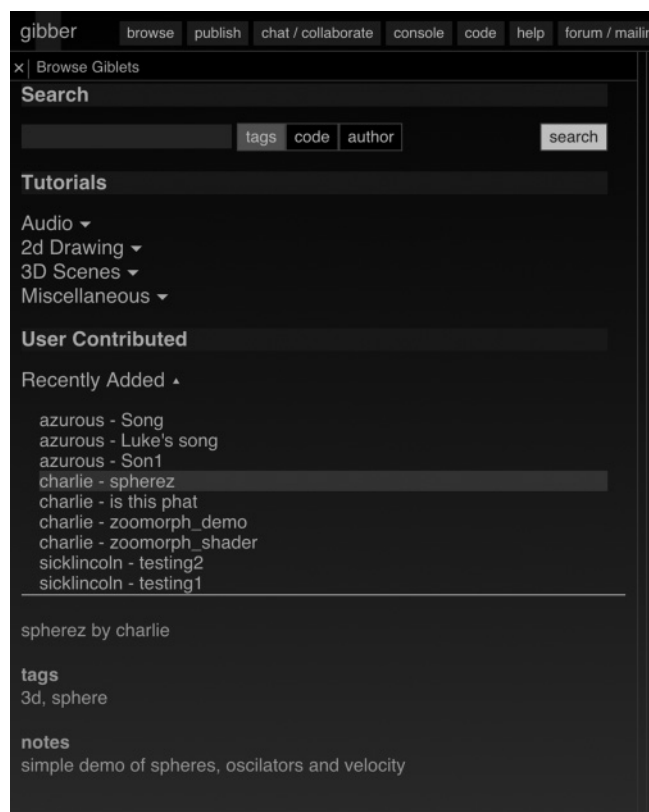 gibber browse publish chat / collaborate console code help forum /
× | Browse Giblets
Search
tags code author search
Tutorials
Audio
2d Drawing
3D Scenes
Miscellaneous
User Contributed
Recently Added
azurous - Song
azurous - Luke's song
azurous - Son1
charlie - spherez
charlie - is this phat
charlie - zoomorph_demo
charlie - zoomorph_shader
sicklincoln - testing2
sicklincoln - testing1
spherez by charlie
tags
3d, sphere
notes
simple demo of spheres, oscilators and velocity